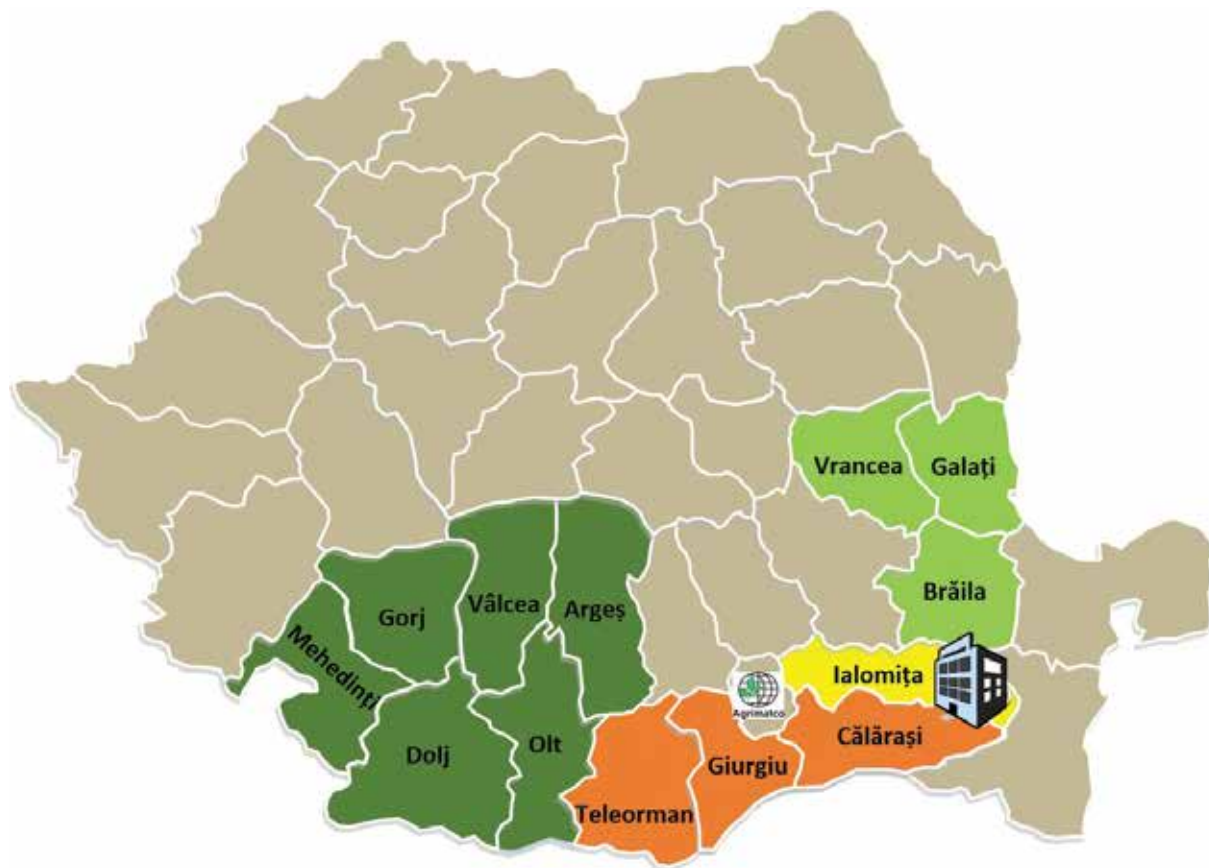 Vrancea
Galați
Brăila
Vâlcea
Argeș
Gorj
Mehedinți
Ialomița
Agrimatco
Călărași
Olt
Dolj
Giurgiu
Teleorman